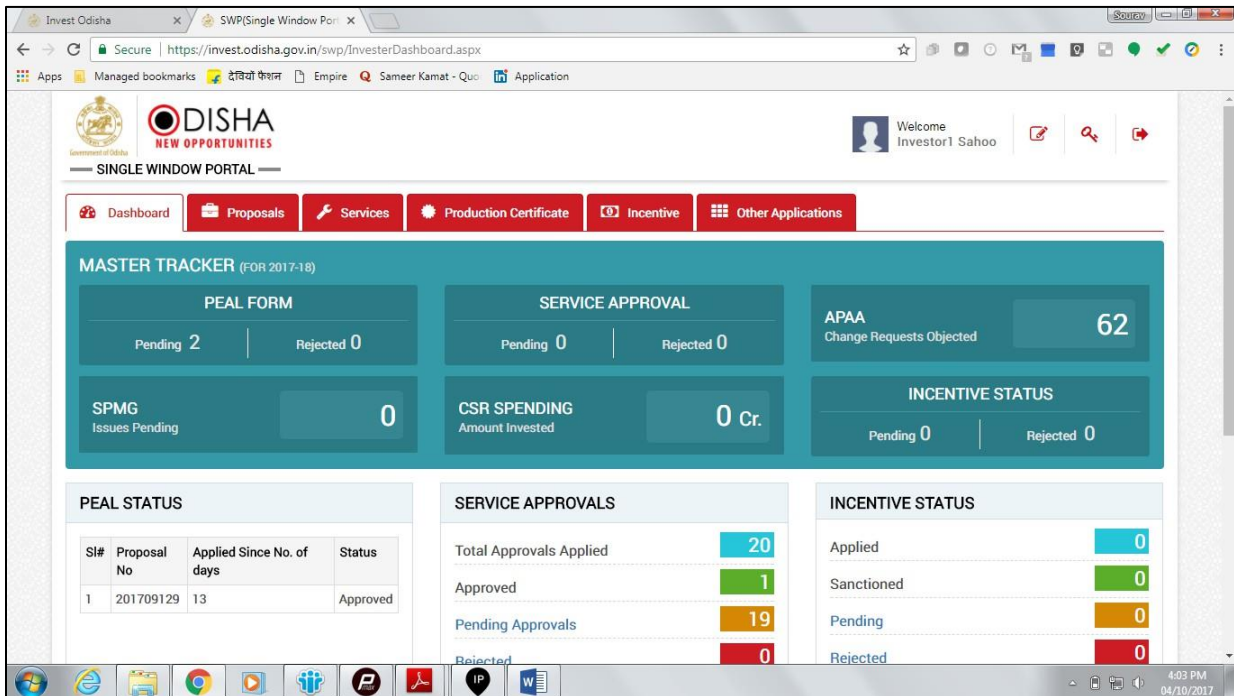 Invest Odisha
SWP(Single Window Por
Sourav
Secure | https://invest.odisha.gov.in/swp/InvesterDashboard.aspx
Apps Managed bookmarks देवियों फैशन Empire Sameer Kamat - Quo Application
Government of Odisha
ODISHA
NEW OPPORTUNITIES
SINGLE WINDOW PORTAL
Welcome
Investor1 Sahoo
Dashboard Proposals Services Production Certificate Incentive Other Applications
MASTER TRACKER (FOR 2017-18)
PEAL FORM
Pending 2 Rejected 0
SERVICE APPROVAL
Pending 0 Rejected 0
APAA
Change Requests Objected
62
SPMG
Issues Pending
0
CSR SPENDING
Amount Invested
0 Cr.
INCENTIVE STATUS
Pending 0 Rejected 0
PEAL STATUS
Sl# Proposal No Applied Since No. of days Status
1 201709129 13 Approved
SERVICE APPROVALS
Total Approvals Applied 20
Approved 1
Pending Approvals 19
Rejected 0
INCENTIVE STATUS
Applied 0
Sanctioned 0
Pending 0
Rejected 0
IP
4:03 PM
04/10/2017